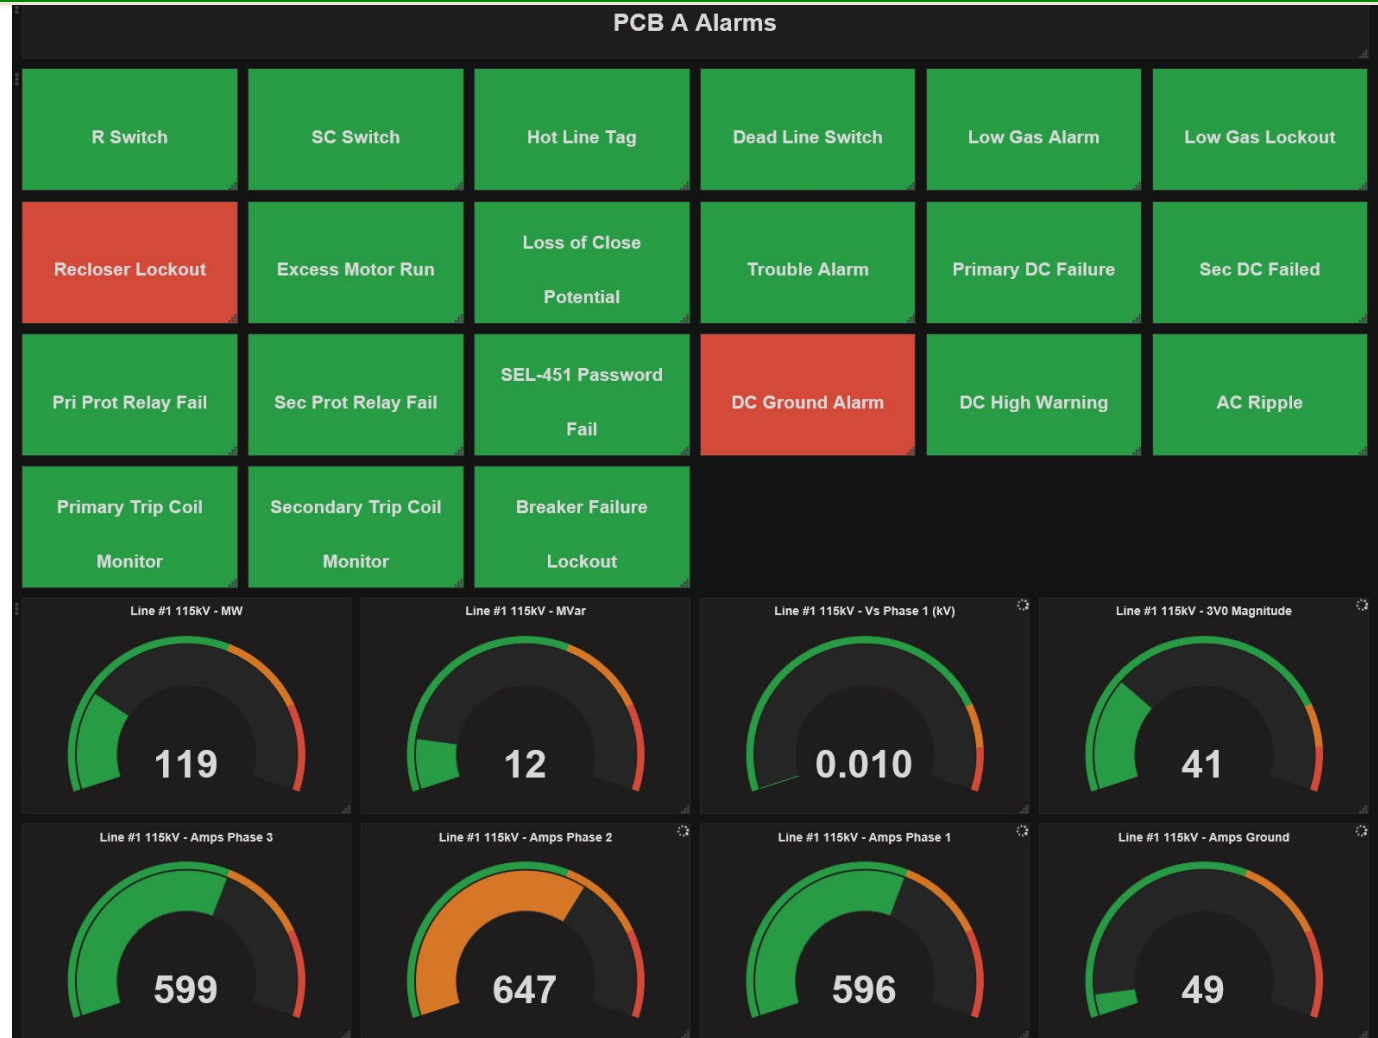 PCB A Alarms
R Switch
SC Switch
Hot Line Tag
Dead Line Switch
Low Gas Alarm
Low Gas Lockout
Recloser Lockout
Excess Motor Run
Loss of Close
Potential
Trouble Alarm
Primary DC Failure
Sec DC Failed
Pri Prot Relay Fail
Sec Prot Relay Fail
SEL-451 Password
Fail
DC Ground Alarm
DC High Warning
AC Ripple
Primary Trip Coil
Monitor
Secondary Trip Coil
Monitor
Breaker Failure
Lockout
Line #1 115kV - MW
119
Line #1 115kV - MVar
12
Line #1 115kV - Vs Phase 1 (kV)
0.010
Line #1 115kV - 3V0 Magnitude
41
Line #1 115kV - Amps Phase 3
599
Line #1 115kV - Amps Phase 2
647
Line #1 115kV - Amps Phase 1
596
Line #1 115kV - Amps Ground
49